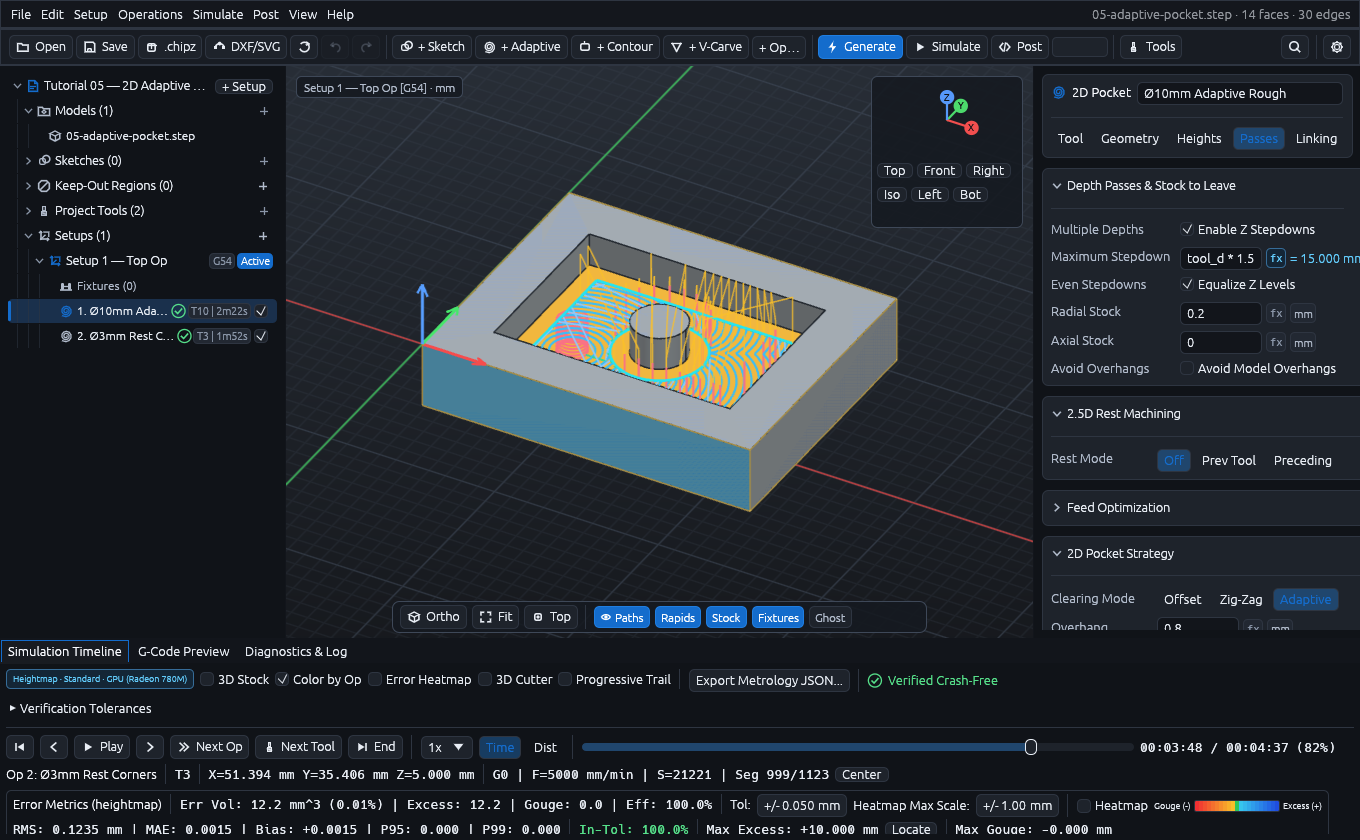 File Edit Setup Operations Simulate Post View Help
05-adaptive-pocket.step · 14 faces · 30 edges
Open Save .chipz DXF/SVG + Sketch + Adaptive + Contour + V-Carve + Op... Generate Simulate Post Tools
Tutorial 05 — 2D Adaptive ... + Setup
Models (1) +
05-adaptive-pocket.step
Sketches (0) +
Keep-Out Regions (0) +
Project Tools (2) +
Setups (1) +
Setup 1 — Top Op G54 Active
Fixtures (0)
1. Ø10mm Ada... T10 | 2m22s
2. Ø3mm Rest C... T3 | 1m52s
Setup 1 — Top Op [G54] · mm
Z
Y
X
Top Front Right
Iso Left Bot
Ortho Fit Top Paths Rapids Stock Fixtures Ghost
2D Pocket Ø10mm Adaptive Rough
Tool Geometry Heights Passes Linking
Depth Passes & Stock to Leave
Multiple Depths Enable Z Stepdowns
Maximum Stepdown tool_d * 1.5 fx = 15.000 mm
Even Stepdowns Equalize Z Levels
Radial Stock 0.2 fx mm
Axial Stock 0 fx mm
Avoid Overhangs Avoid Model Overhangs
2.5D Rest Machining
Rest Mode Off Prev Tool Preceding
Feed Optimization
2D Pocket Strategy
Clearing Mode Offset Zig-Zag Adaptive
Overhang 0.8 fx mm
Simulation Timeline G-Code Preview Diagnostics & Log
Heightmap · Standard · GPU (Radeon 780M) 3D Stock Color by Op Error Heatmap 3D Cutter Progressive Trail Export Metrology JSON... Verified Crash-Free
Verification Tolerances
Play Next Op Next Tool End 1x Time Dist 00:03:48 / 00:04:37 (82%)
Op 2: Ø3mm Rest Corners T3 X=51.394 mm Y=35.406 mm Z=5.000 mm G0 | F=5000 mm/min | S=21221 | Seg 999/1123 Center
Error Metrics (heightmap) Err Vol: 12.2 mm^3 (0.01%) | Excess: 12.2 | Gouge: 0.0 | Eff: 100.0% Tol: +/-0.050 mm Heatmap Max Scale: +/-1.00 mm Heatmap Gouge (-) Excess (+)
RMS: 0.1235 mm | MAE: 0.0015 | Bias: +0.0015 | P95: 0.000 | P99: 0.000 In-Tol: 100.0% Max Excess: +10.000 mm Locate Max Gouge: -0.000 mm